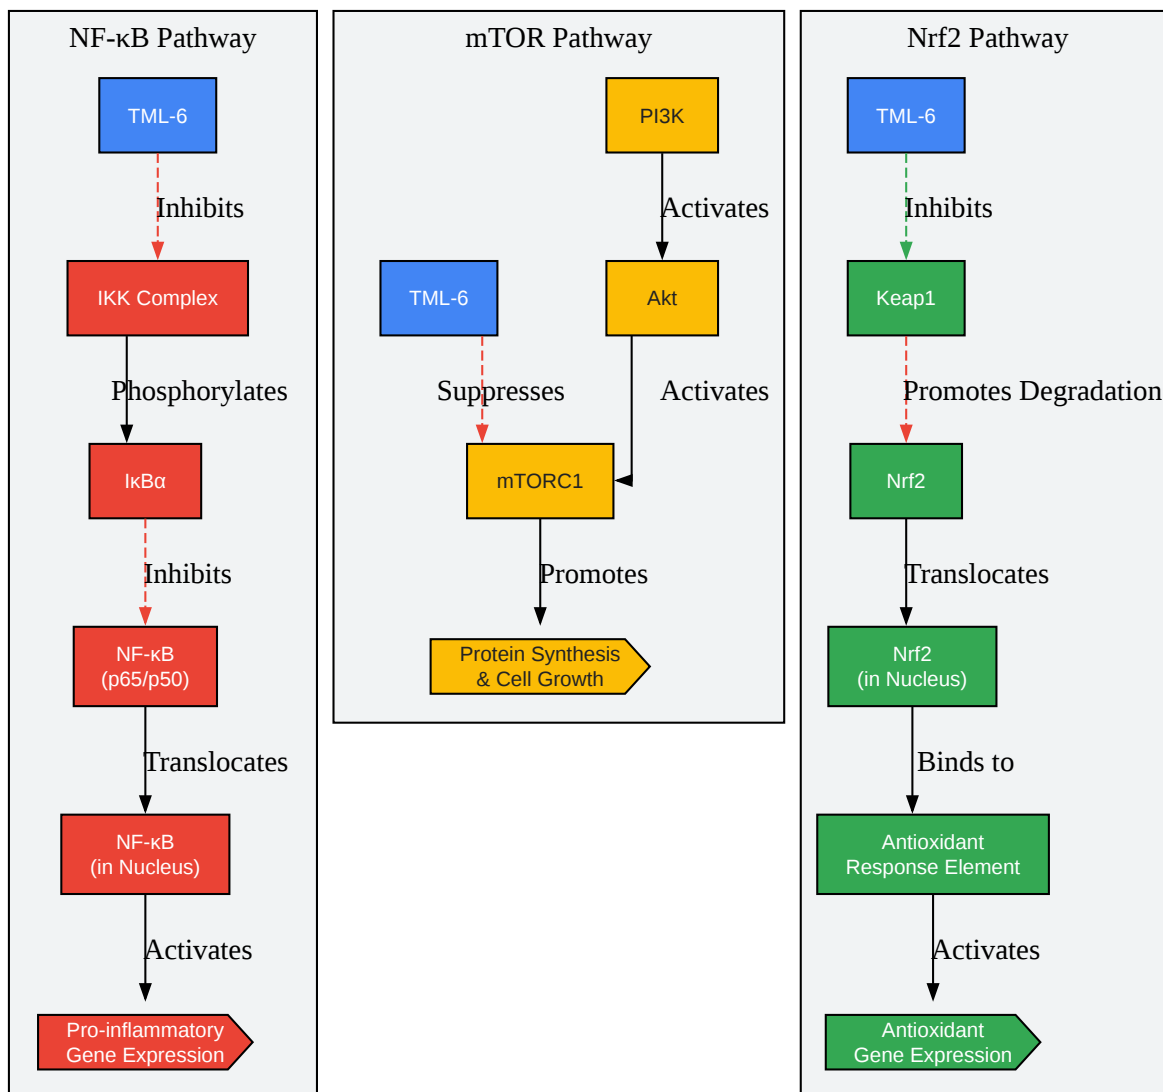 NF-κB Pathway
TML-6
Inhibits
IKK Complex
Phosphorylates
IκBα
Inhibits
NF-κB
(p65/p50)
Translocates
NF-κB
(in Nucleus)
Activates
Pro-inflammatory
Gene Expression
mTOR Pathway
PI3K
Activates
TML-6
Akt
Suppresses
Activates
mTORC1
Promotes
Protein Synthesis
& Cell Growth
Nrf2 Pathway
TML-6
Inhibits
Keap1
Promotes Degradation
Nrf2
Translocates
Nrf2
(in Nucleus)
Binds to
Antioxidant
Response Element
Activates
Antioxidant
Gene Expression